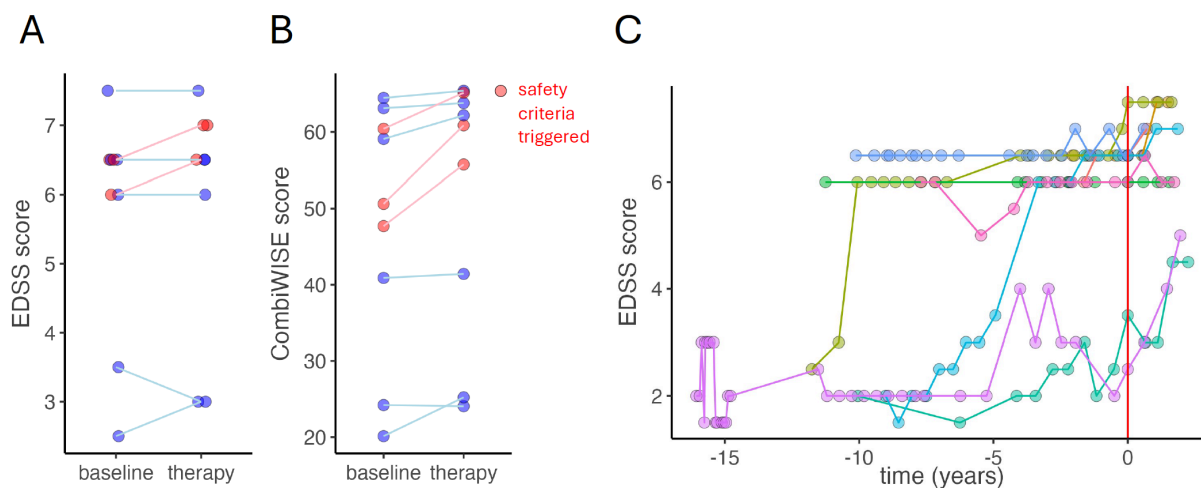 A
EDSS score
7
6
5
4
3
baseline therapy
B
CombiWISE score
60
50
40
30
20
baseline therapy
safety
criteria
triggered
C
EDSS score
6
4
2
-15 -10 -5 0
time (years)